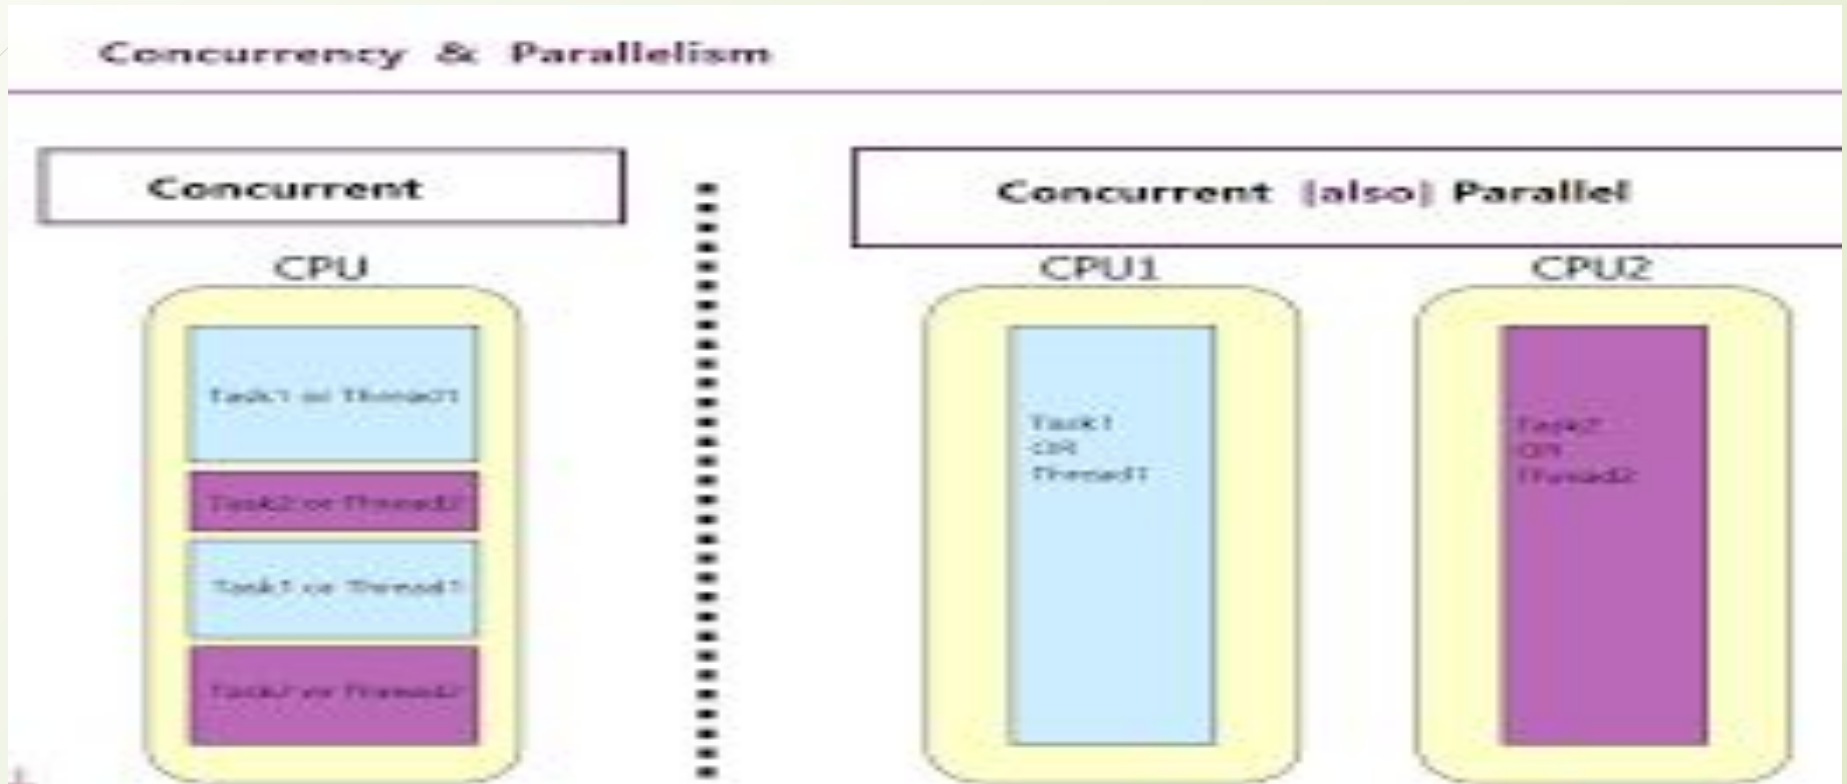 Concurrency & Parallelism
Concurrent
CPU
Task1 or Thread1
Task2 or Thread2
Task1 or Thread1
Task2 or Thread2
Concurrent (also) Parallel
CPU1
Task1
OR
Thread1
CPU2
Task2
OR
Thread2